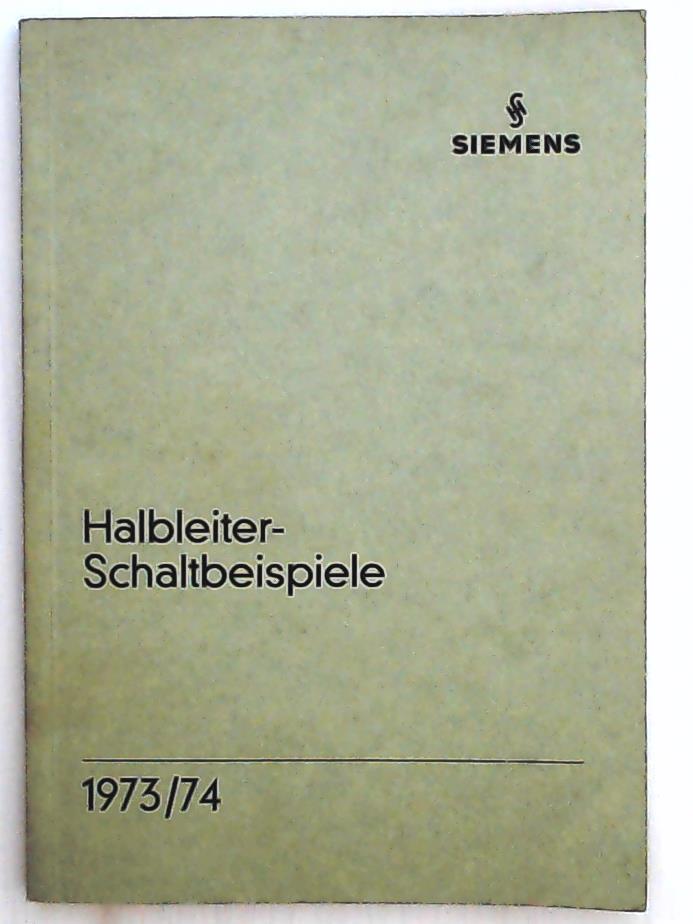 SIEMENS
Halbleiter-
Schaltbeispiele
1973/74